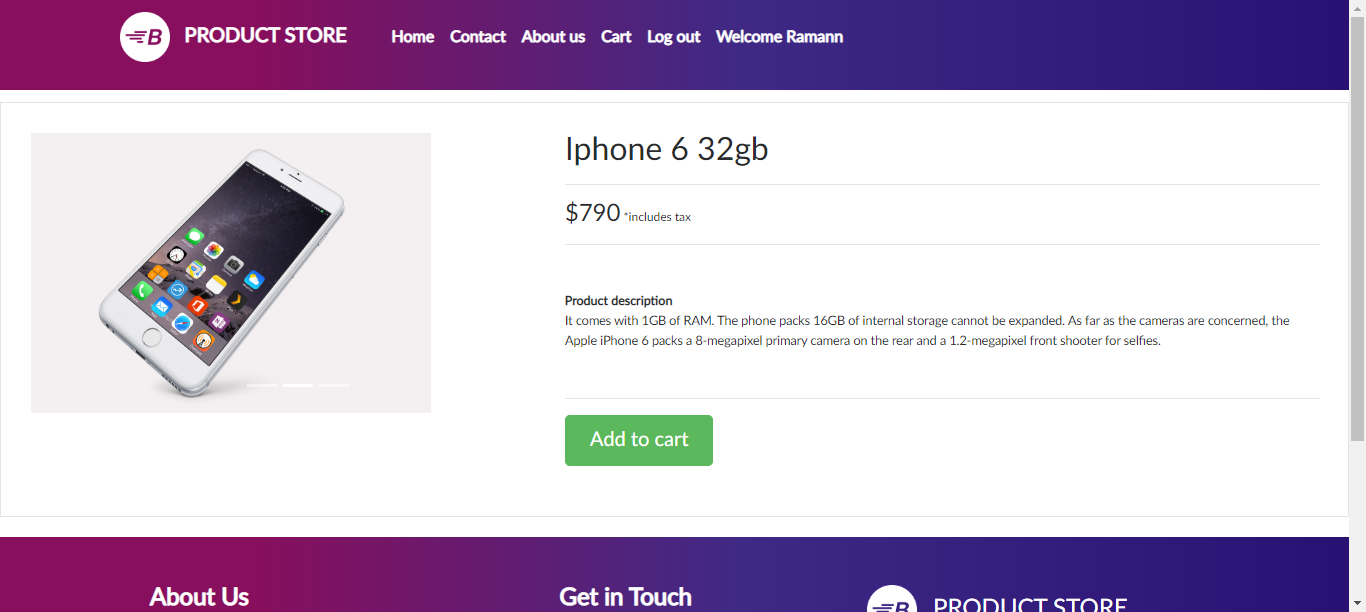 B PRODUCT STORE Home Contact About us Cart Log out Welcome Ramann
Iphone 6 32gb
$790 *includes tax
Product description
It comes with 1GB of RAM. The phone packs 16GB of internal storage cannot be expanded. As far as the cameras are concerned, the
Apple iPhone 6 packs a 8-megapixel primary camera on the rear and a 1.2-megapixel front shooter for selfies.
Add to cart
About Us Get in Touch B PRODUCT STORE